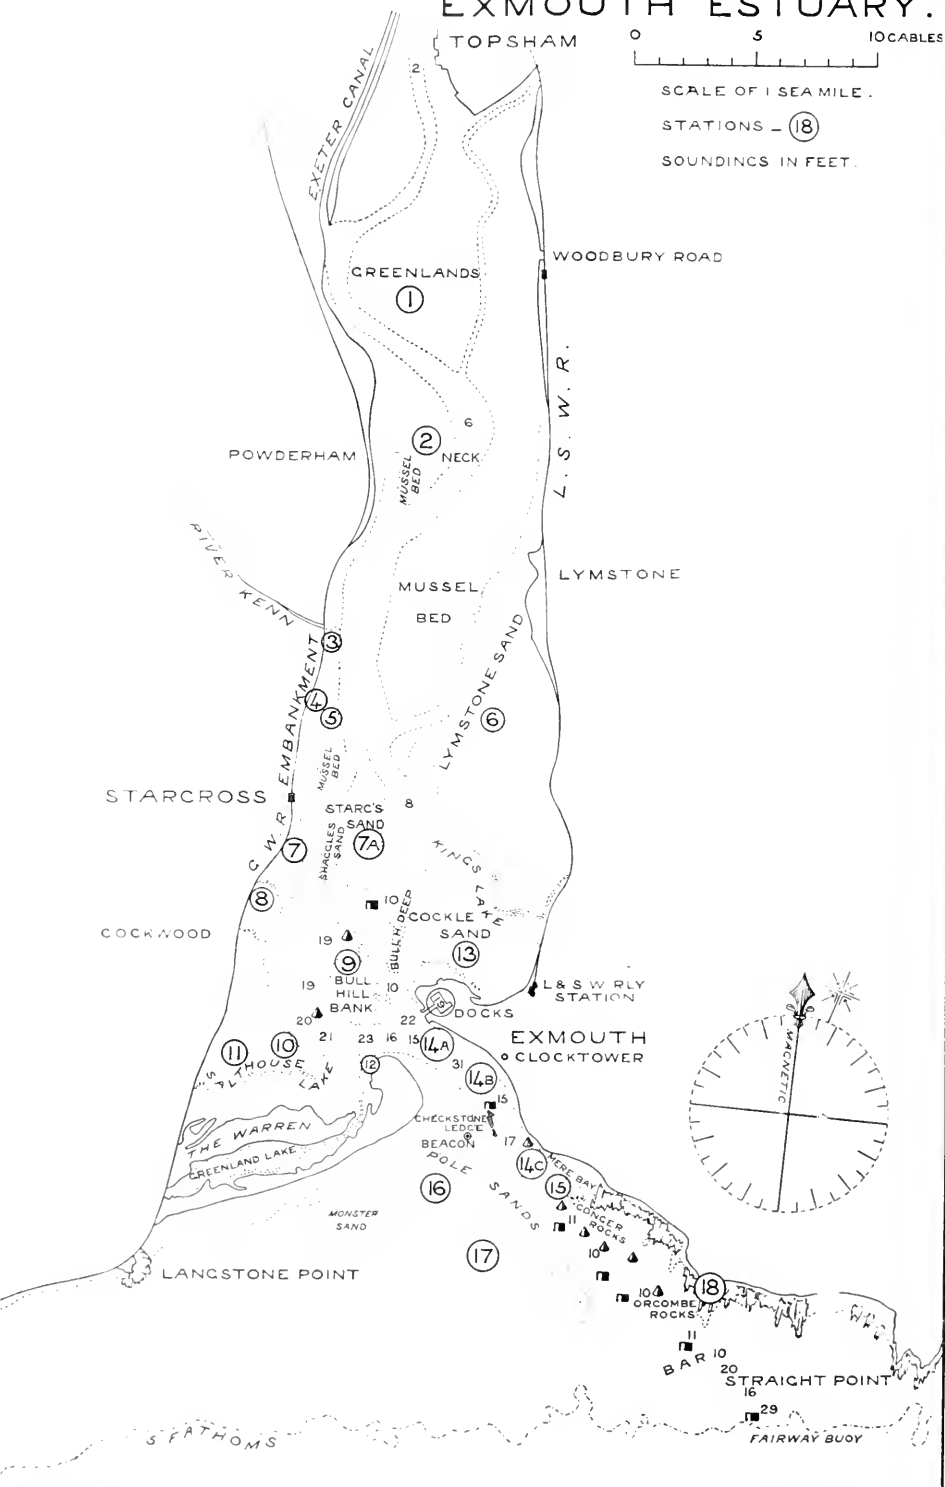 EXMOUTH ESTUARY.
TOPSHAM
0 5 10 CABLES
SCALE OF 1 SEA MILE.
STATIONS – 18
SOUNDINGS IN FEET.
2
EXETER CANAL
WOODBURY ROAD
GREENLANDS
1
L. S. W. R.
6
2
NECK
POWDERHAM
MUSSEL
BED
RIVER KENN
LYMSTONE
MUSSEL
BED
3
G W R EMBANKMENT
4
5
LYMSTONE SAND
6
MUSSEL
BED
STARCROSS
8
STARC'S
SAND
7A
SHAGGLES
SAND
7
KINGS LAKE
8
10
COCKLE
SAND
13
BULL H DEEP
COCKWOOD
19
9
19
BULL
HILL
BANK
10
L & S W RLY
STATION
20
22
DOCKS
EXMOUTH
CLOCKTOWER
21
23
16
15
14A
31
11
10
12
14B
SALTHOUSE LAKE
15
MAGNETIC
CHECKSTONE
LEDGE
THE WARREN
BEACON
17
GREENLAND LAKE
POLE SANDS
14C
MERE BAY
15
16
MONSTER
SAND
CONGER
ROCKS
11
10
17
LANGSTONE POINT
18
10
ORCOMBE
ROCKS
11
BAR
10
20
STRAIGHT POINT
16
29
FAIRWAY BUOY
5 FATHOMS